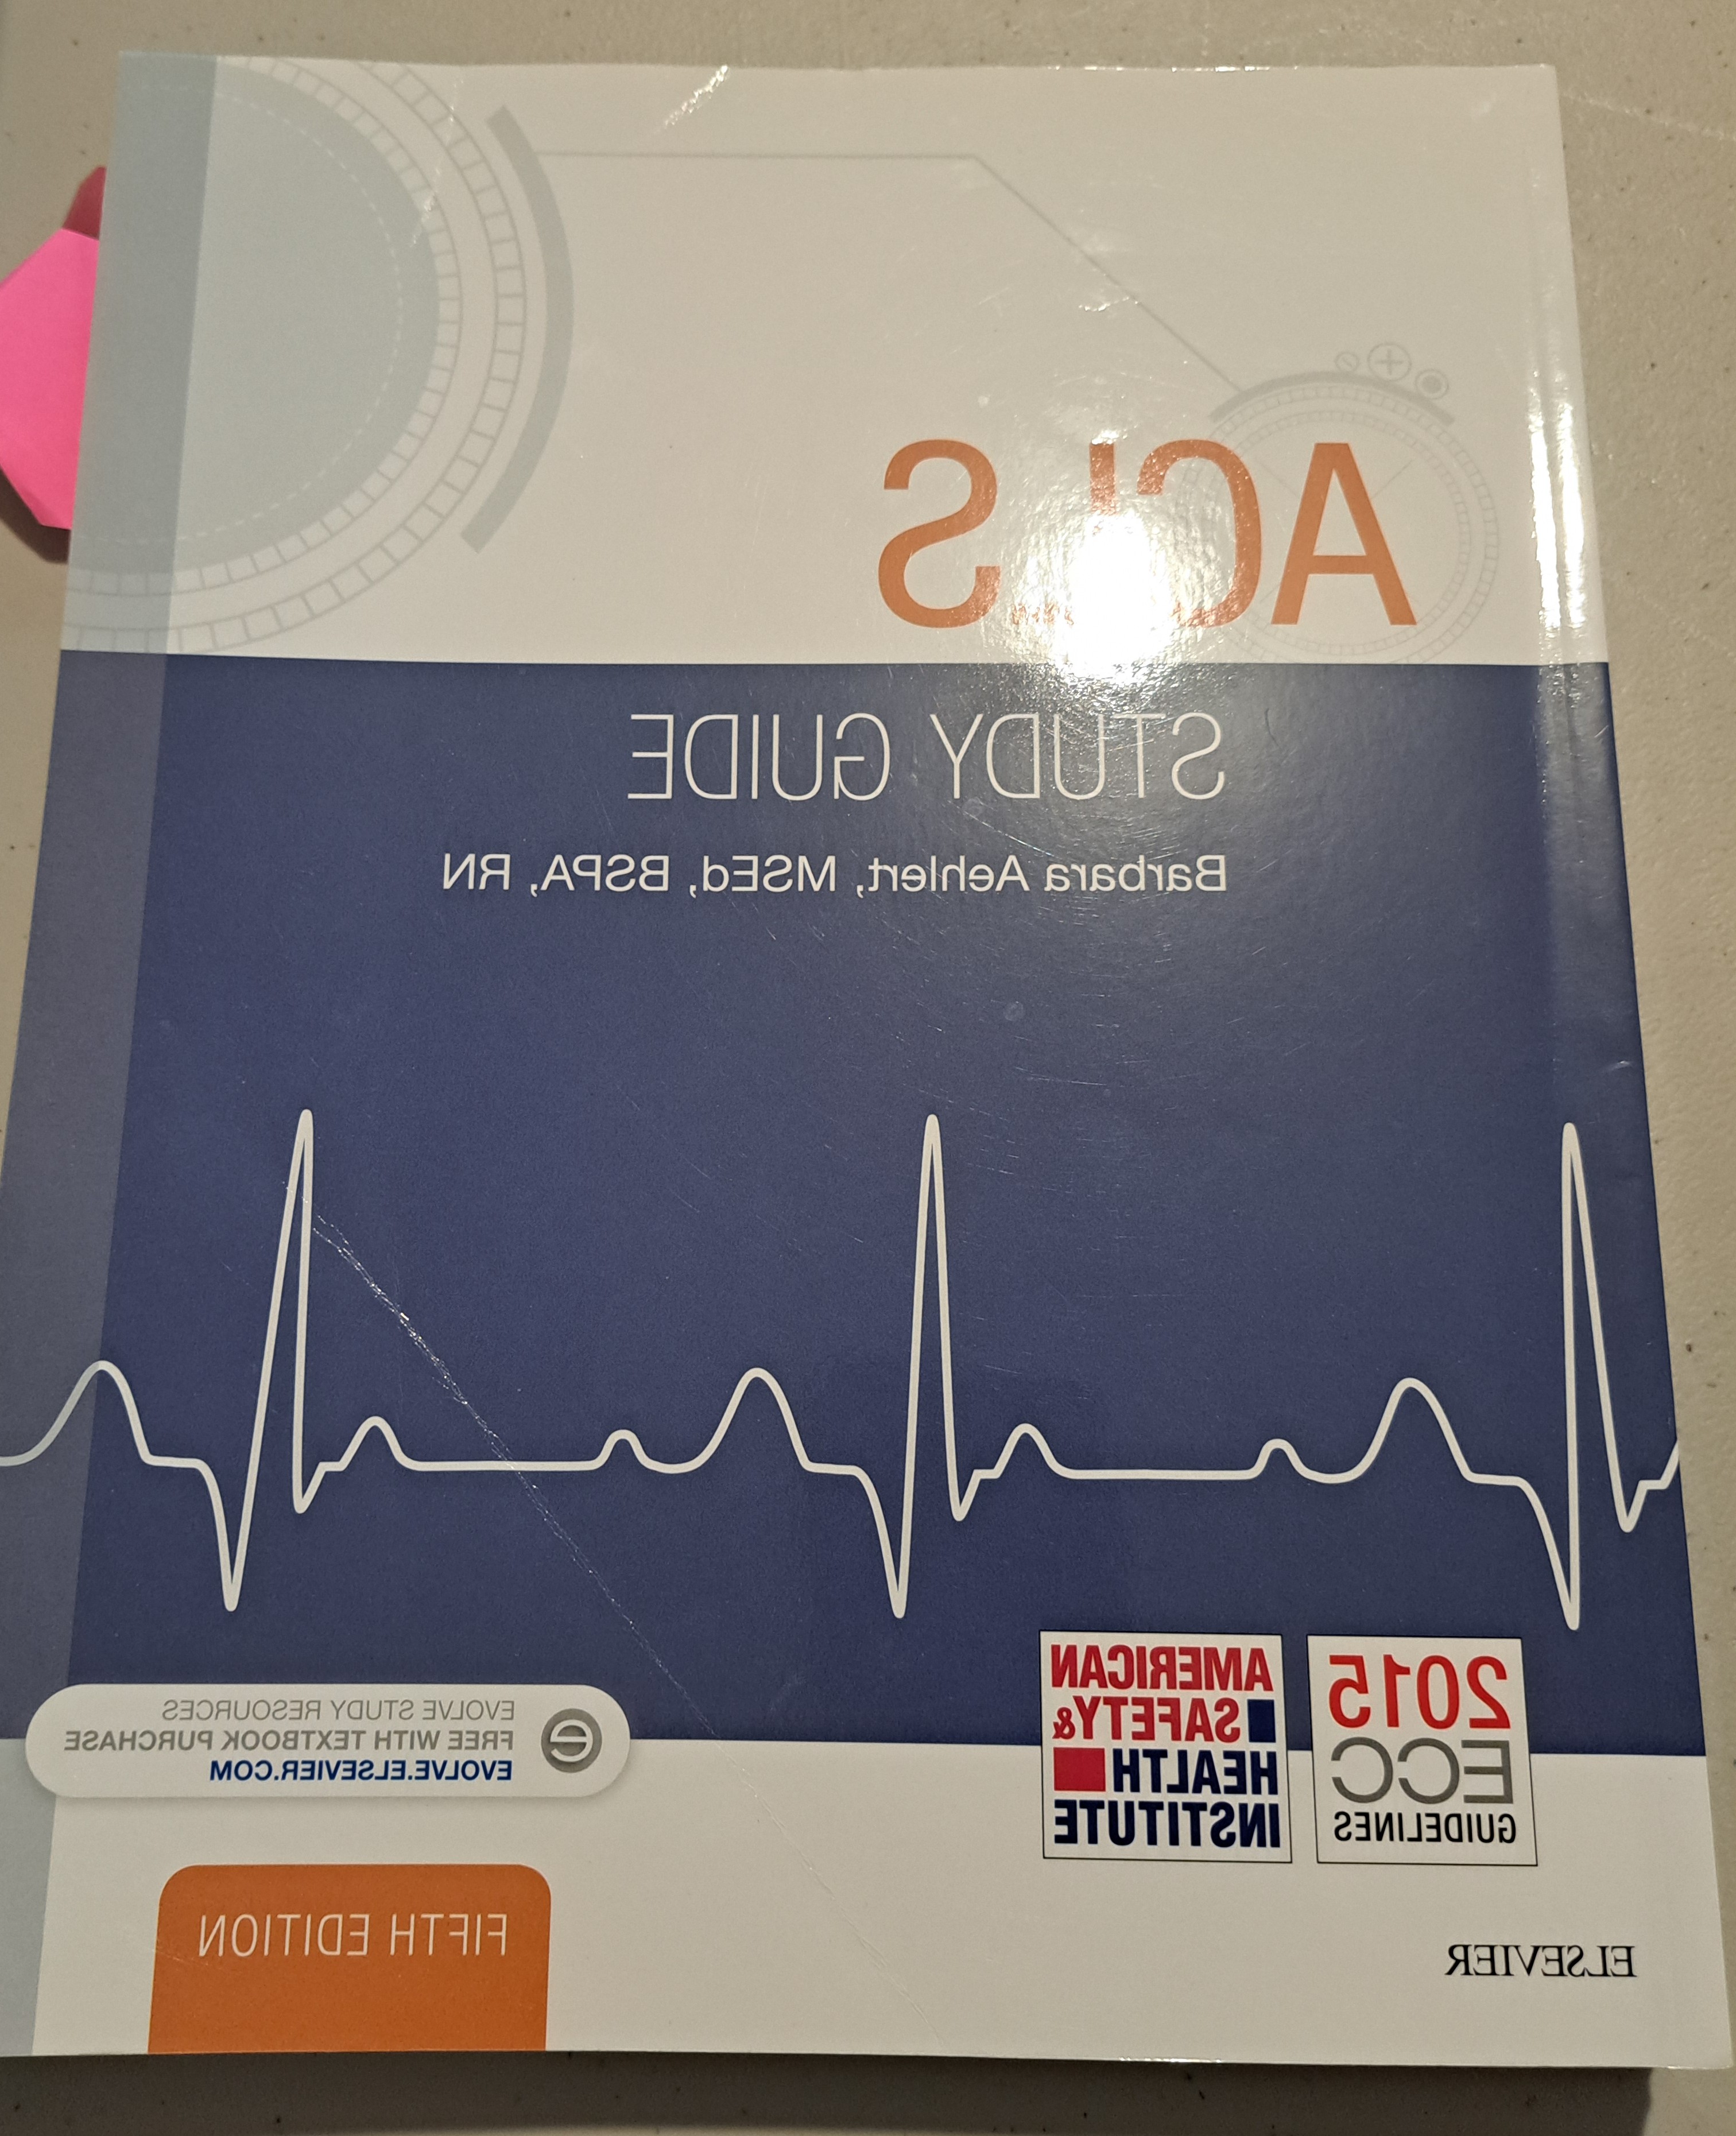 ACLS
STUDY GUIDE
Barbara Aehlert, MSEd, BSPA, RN
2015
ECC
GUIDELINES
AMERICAN
SAFETY&
HEALTH
INSTITUTE
EVOLVE STUDY RESOURCES
FREE WITH TEXTBOOK PURCHASE
EVOLVE.ELSEVIER.COM
ELSEVIER
FIFTH EDITION